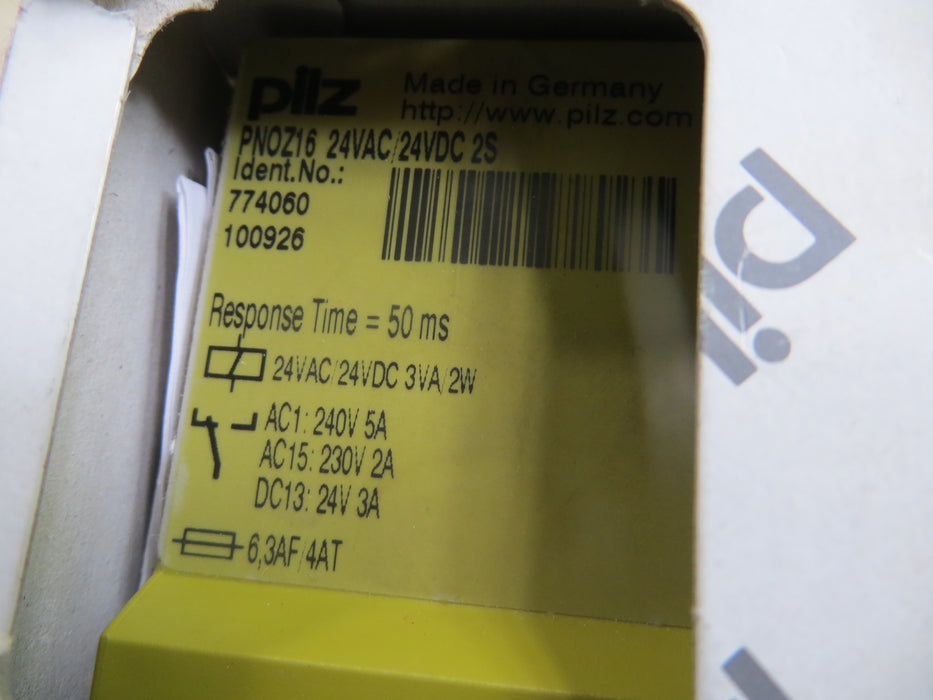 pilz
Made in Germany
http://www.pilz.com
PNOZ16 24VAC/24VDC 2S
Ident.No.:
774060
100926
Response Time = 50 ms
24VAC/24VDC 3VA/2W
AC1: 240V 5A
AC15: 230V 2A
DC13: 24V 3A
6,3AF/4AT
pilz